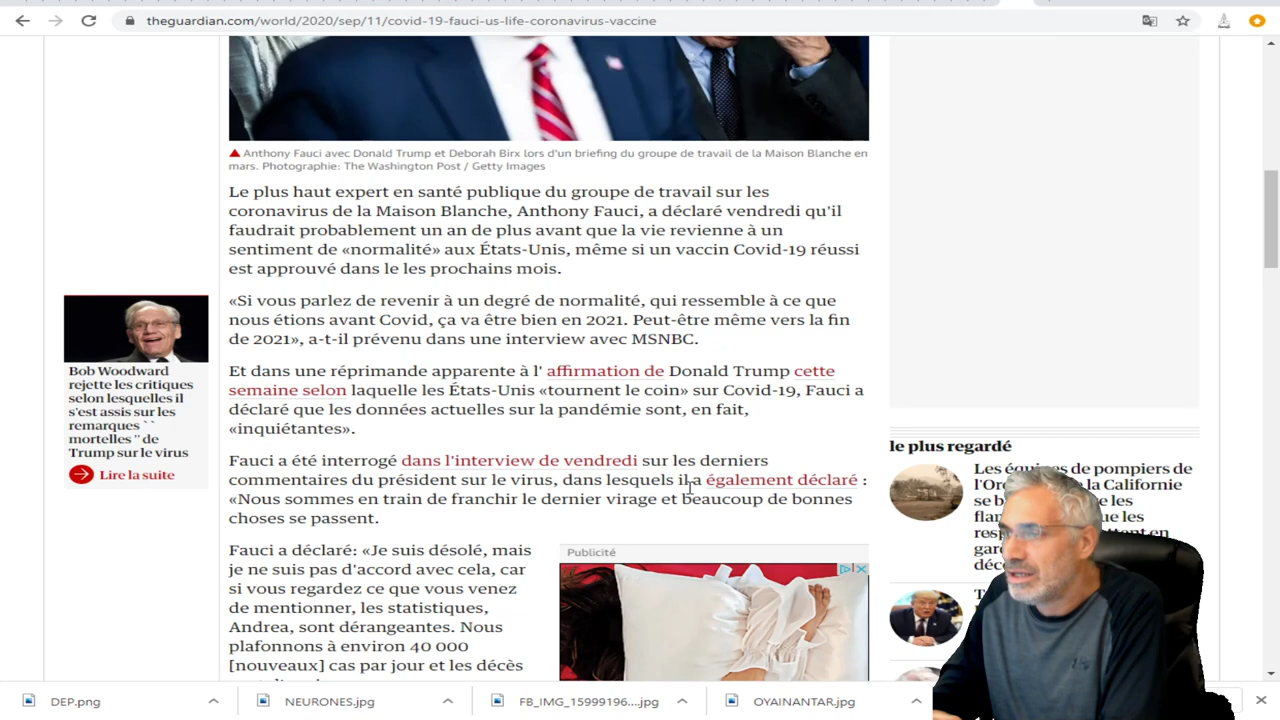 theguardian.com/world/2020/sep/11/covid-19-fauci-us-life-coronavirus-vaccine
Anthony Fauci avec Donald Trump et Deborah Birx lors d'un briefing du groupe de travail de la Maison Blanche en
mars. Photographie: The Washington Post / Getty Images
Le plus haut expert en santé publique du groupe de travail sur les
coronavirus de la Maison Blanche, Anthony Fauci, a déclaré vendredi qu'il
faudrait probablement un an de plus avant que la vie revienne à un
sentiment de «normalité» aux États-Unis, même si un vaccin Covid-19 réussi
est approuvé dans le les prochains mois.
«Si vous parlez de revenir à un degré de normalité, qui ressemble à ce que
nous étions avant Covid, ça va être bien en 2021. Peut-être même vers la fin
de 2021», a-t-il prévenu dans une interview avec MSNBC.
Et dans une réprimande apparente à l' affirmation de Donald Trump cette
semaine selon laquelle les États-Unis «tournent le coin» sur Covid-19, Fauci a
déclaré que les données actuelles sur la pandémie sont, en fait,
«inquiétantes».
Fauci a été interrogé dans l'interview de vendredi sur les derniers
commentaires du président sur le virus, dans lesquels il a également déclaré :
«Nous sommes en train de franchir le dernier virage et beaucoup de bonnes
choses se passent.
Fauci a déclaré: «Je suis désolé, mais
je ne suis pas d'accord avec cela, car
si vous regardez ce que vous venez
de mentionner, les statistiques,
Andrea, sont dérangeantes. Nous
plafonnons à environ 40 000
[nouveaux] cas par jour et les décès
Bob Woodward
rejette les critiques
selon lesquelles il
s'est assis sur les
remarques ``
mortelles '' de
Trump sur le virus
Lire la suite
Publicité
le plus regardé
Les équipes de pompiers de
l'Ore de la Californie
se b les
flan que les
resp ttent en
gard
déco
T
DEP.png
NEURONES.jpg
FB_IMG_15999196....jpg
OYAINANTAR.jpg